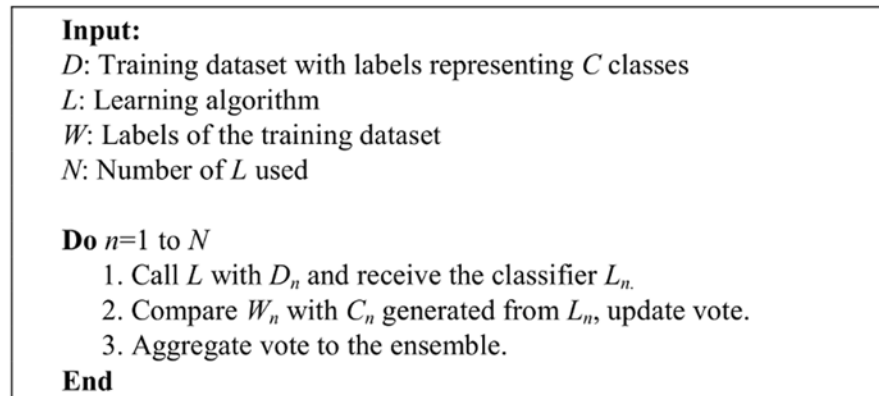 Input:
D: Training dataset with labels representing C classes
L: Learning algorithm
W: Labels of the training dataset
N: Number of L used
Do n=1 to N
1. Call L with Dn and receive the classifier Ln.
2. Compare Wn with Cn generated from Ln, update vote.
3. Aggregate vote to the ensemble.
End